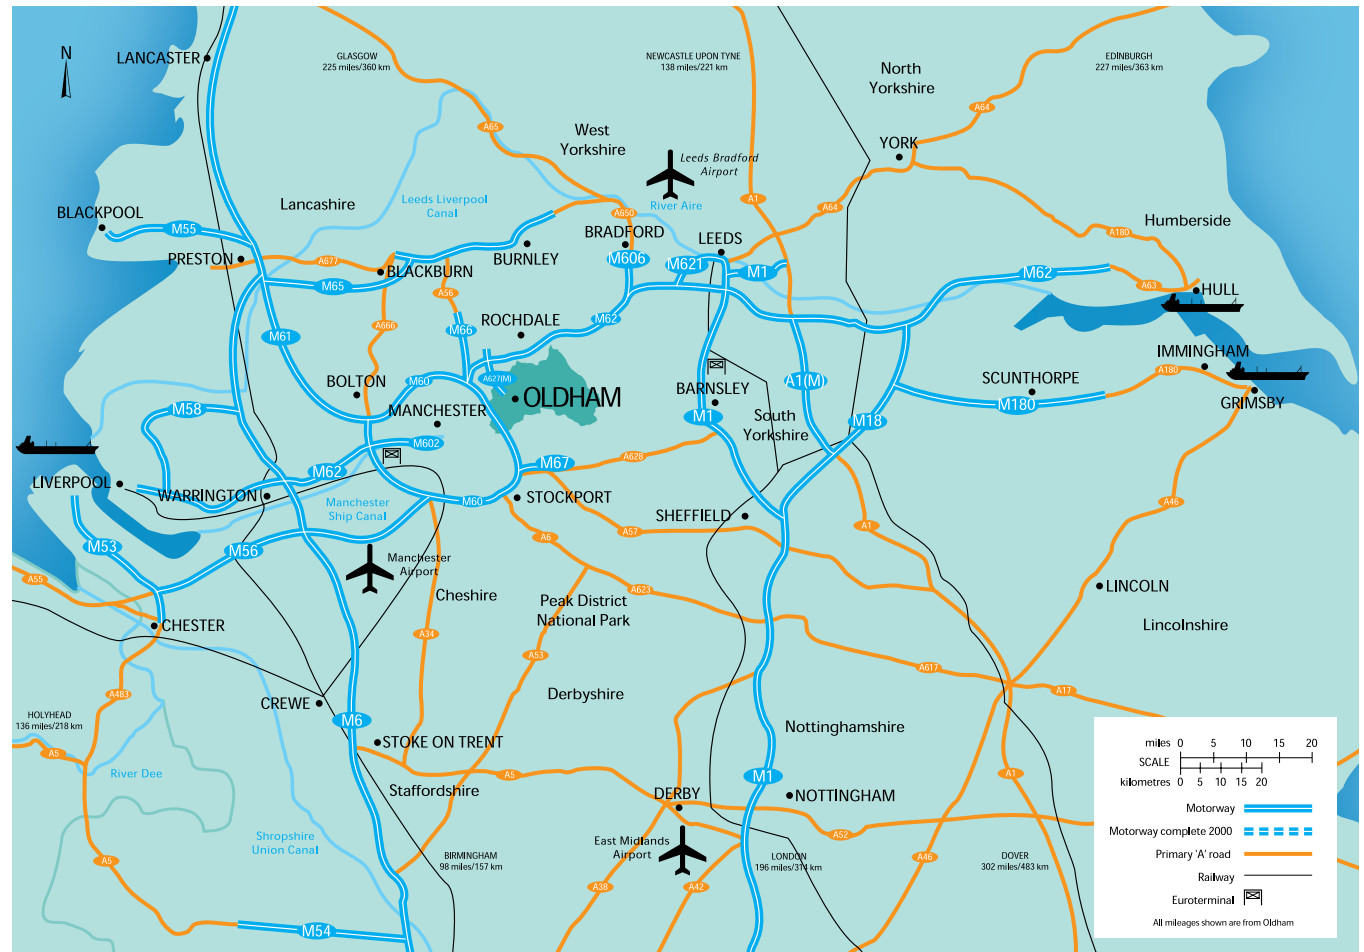 N
LANCASTER
GLASGOW
225 miles/360 km
NEWCASTLE UPON TYNE
138 miles/221 km
EDINBURGH
227 miles/363 km
North
Yorkshire
A64
A65
West
Yorkshire
YORK
Leeds Bradford
Airport
Lancashire
Leeds Liverpool
Canal
River Aire
A1
A64
BLACKPOOL
M55
A650
BRADFORD
LEEDS
Humberside
A180
PRESTON
A677
BLACKBURN
BURNLEY
M606
M621
M1
M62
M65
A56
A63
HULL
A666
M66
ROCHDALE
M62
M61
IMMINGHAM
A627(M)
BOLTON
M60
OLDHAM
BARNSLEY
A1(M)
SCUNTHORPE
A180
GRIMSBY
M58
MANCHESTER
M1
South
Yorkshire
M18
M180
M602
LIVERPOOL
M62
M67
A628
WARRINGTON
Manchester
Ship Canal
M60
STOCKPORT
SHEFFIELD
A46
M53
M56
A6
A57
A1
Manchester
Airport
A55
Cheshire
Peak District
National Park
A623
LINCOLN
CHESTER
A34
Lincolnshire
A53
A617
A483
Derbyshire
A17
CREWE
HOLYHEAD
136 miles/218 km
M6
Nottinghamshire
STOKE ON TRENT
A5
River Dee
A5
M1
A1
Staffordshire
DERBY
NOTTINGHAM
Shropshire
Union Canal
East Midlands
Airport
A52
A5
BIRMINGHAM
98 miles/157 km
LONDON
196 miles/314 km
A46
DOVER
302 miles/483 km
A38
A42
M54
miles 0 5 10 15 20
SCALE
kilometres 0 5 10 15 20
Motorway
Motorway complete 2000
Primary 'A' road
Railway
Euroterminal
All mileages shown are from Oldham